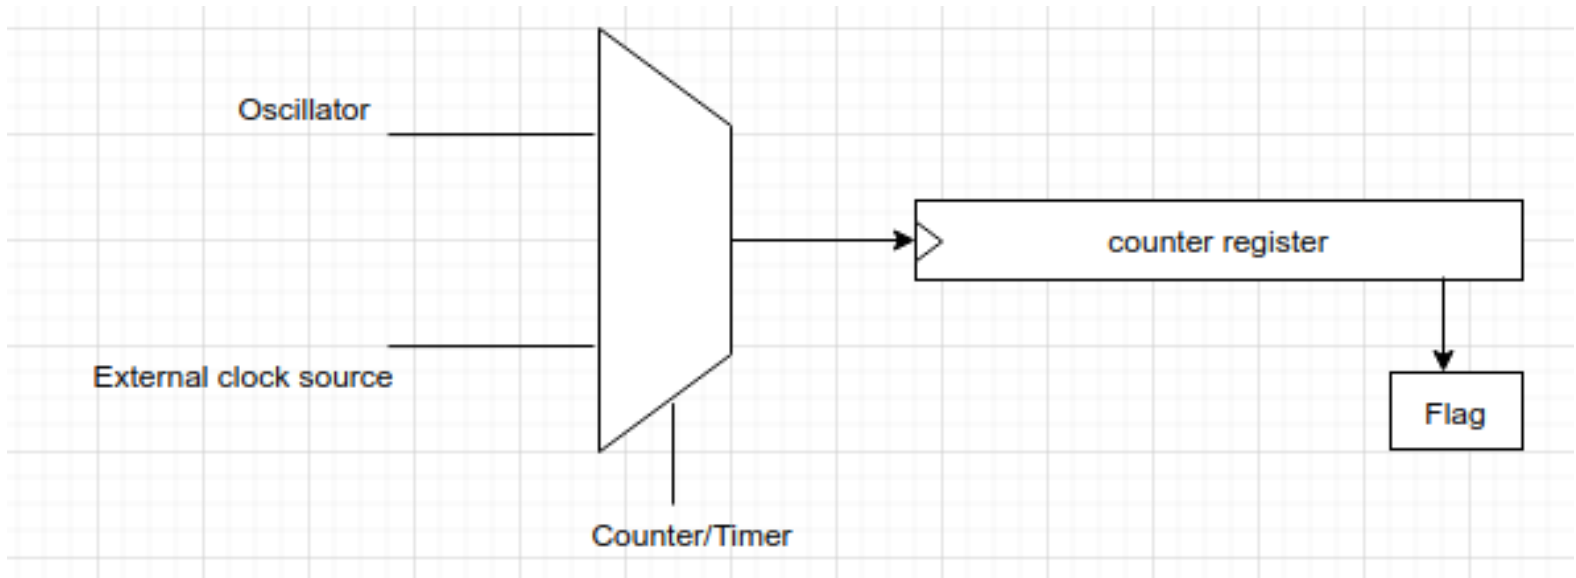 Oscillator
External clock source
Counter/Timer
counter register
Flag